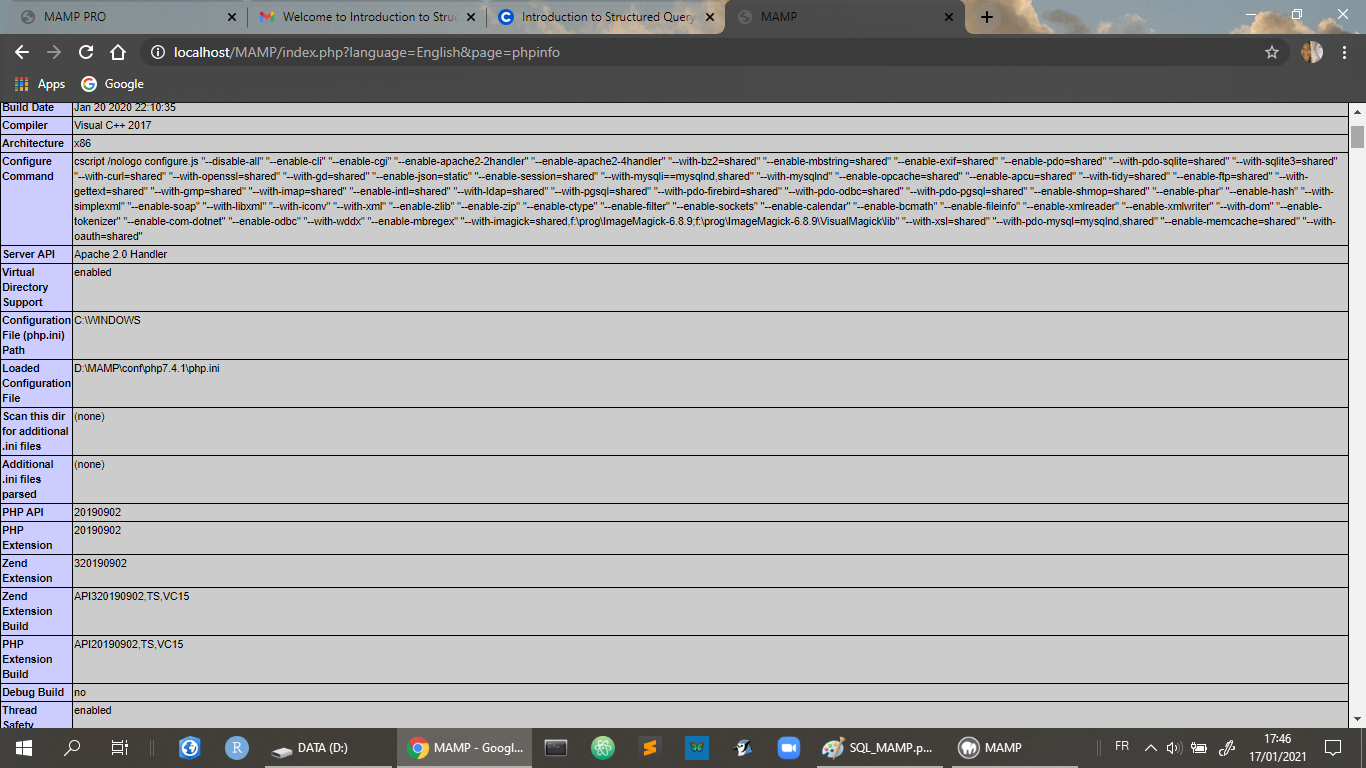 MAMP PRO
Welcome to Introduction to Struc
Introduction to Structured Query
MAMP
localhost/MAMP/index.php?language=English&page=phpinfo
Apps
Google
Build Date Jan 20 2020 22:10:35
Compiler Visual C++ 2017
Architecture x86
Configure Command cscript /nologo configure.js "--disable-all" "--enable-cli" "--enable-cgi" "--enable-apache2-2handler" "--enable-apache2-4handler" "--with-bz2=shared" "--enable-mbstring=shared" "--enable-exif=shared" "--enable-pdo=shared" "--with-pdo-sqlite=shared" "--with-sqlite3=shared"
"--with-curl=shared" "--with-openssl=shared" "--with-gd=shared" "--enable-json=static" "--enable-session=shared" "--with-mysqli==mysqlnd,shared" "--with-mysqlnd" "--enable-opcache=shared" "--enable-apcu=shared" "--with-tidy=shared" "--enable-ftp=shared" "--with-
gettext=shared" "--with-gmp=shared" "--with-imap=shared" "--enable-intl=shared" "--with-ldap=shared" "--with-pgsql=shared" "--with-pdo-firebird=shared" "--with-pdo-odbc=shared" "--with-pdo-pgsql=shared" "--enable-shmop=shared" "--enable-phar" "--enable-hash" "--with-
simplexml" "--enable-soap" "--with-libxml" "--with-iconv" "--with-xml" "--enable-zlib" "--enable-zip" "--enable-ctype" "--enable-filter" "--enable-sockets" "--enable-calendar" "--enable-bcmath" "--enable-fileinfo" "--enable-xmlreader" "--enable-xmlwriter" "--with-dom" "--enable-
tokenizer" "--enable-com-dotnet" "--enable-odbc" "--with-wddx" "--enable-mbregex" "--with-imagick=shared,f:\prog\ImageMagick-6.8.9;f:\prog\ImageMagick-6.8.9\VisualMagick\lib" "--with-xsl=shared" "--with-pdo-mysql=mysqlnd,shared" "--enable-memcache=shared" "--with-
oauth=shared"
Server API Apache 2.0 Handler
Virtual
Directory
Support
enabled
Configuration
File (php.ini)
Path
C:\WINDOWS
Loaded
Configuration
File
D:\MAMP\conf\php7.4.1\php.ini
Scan this dir
for additional
.ini files
(none)
Additional
.ini files
parsed
(none)
PHP API 20190902
PHP
Extension
20190902
Zend
Extension
320190902
Zend
Extension
Build
API320190902,TS,VC15
PHP
Extension
Build
API20190902,TS,VC15
Debug Build no
Thread
Safety
enabled
DATA (D:)
MAMP - Googl...
SQL_MAMP.p...
MAMP
FR
17:46
17/01/2021